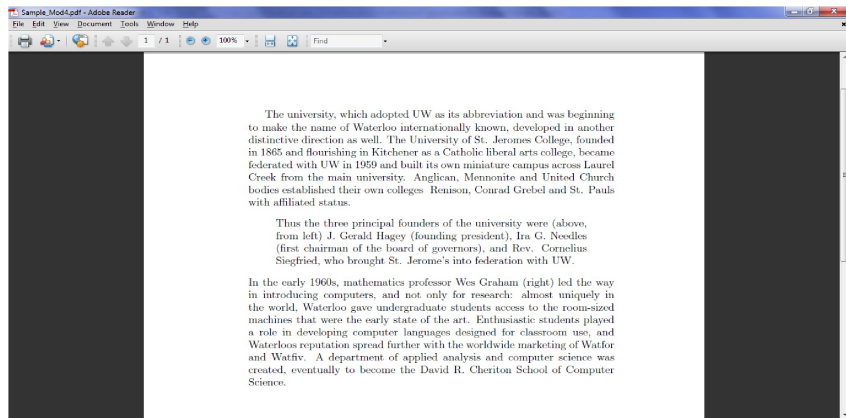 Sample_Mod4.pdf - Adobe Reader
File Edit View Document Tools Window Help
1 / 1 100% Find
The university, which adopted UW as its abbreviation and was beginning
to make the name of Waterloo internationally known, developed in another
distinctive direction as well. The University of St. Jeromes College, founded
in 1865 and flourishing in Kitchener as a Catholic liberal arts college, became
federated with UW in 1959 and built its own miniature campus across Laurel
Creek from the main university. Anglican, Mennonite and United Church
bodies established their own colleges Renison, Conrad Grebel and St. Pauls
with affiliated status.
Thus the three principal founders of the university were (above,
from left) J. Gerald Hagey (founding president), Ira G. Needles
(first chairman of the board of governors), and Rev. Cornelius
Siegfried, who brought St. Jerome's into federation with UW.
In the early 1960s, mathematics professor Wes Graham (right) led the way
in introducing computers, and not only for research: almost uniquely in
the world, Waterloo gave undergraduate students access to the room-sized
machines that were the early state of the art. Enthusiastic students played
a role in developing computer languages designed for classroom use, and
Waterloos reputation spread further with the worldwide marketing of Watfor
and Watfiv. A department of applied analysis and computer science was
created, eventually to become the David R. Cheriton School of Computer
Science.